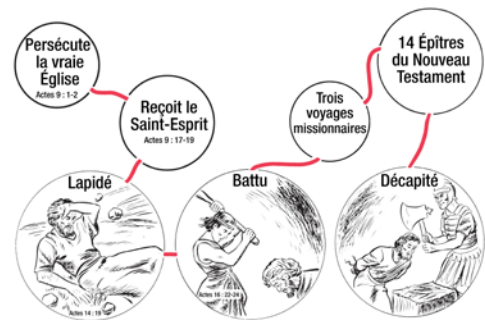 Persécute
la vraie
Église
Actes 9 : 1-2
Reçoit le
Saint-Esprit
Actes 9 : 17-19
Lapidé
Actes 14 : 19
Battu
Actes 16 : 22-24
Trois
voyages
missionnaires
14 Épîtres
du Nouveau
Testament
Décapité